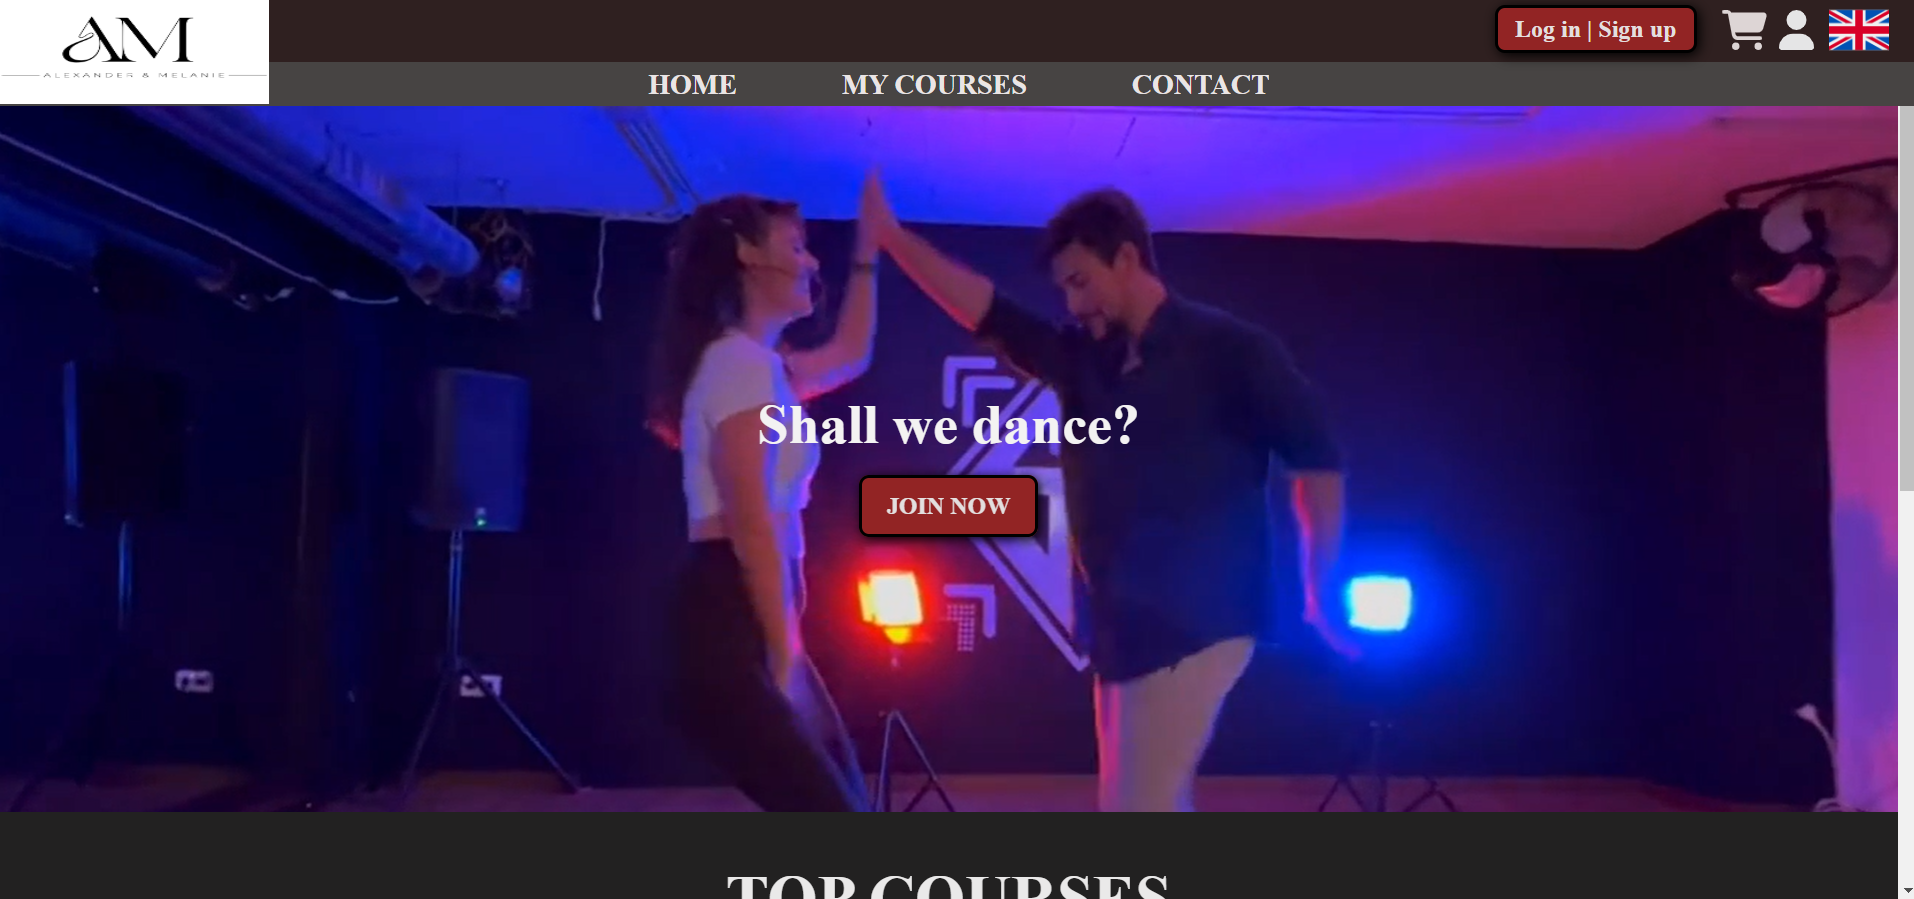 AM
ALEXANDER & MELANIE
Log in | Sign up
HOME
MY COURSES
CONTACT
Shall we dance?
JOIN NOW
TOP COURSES